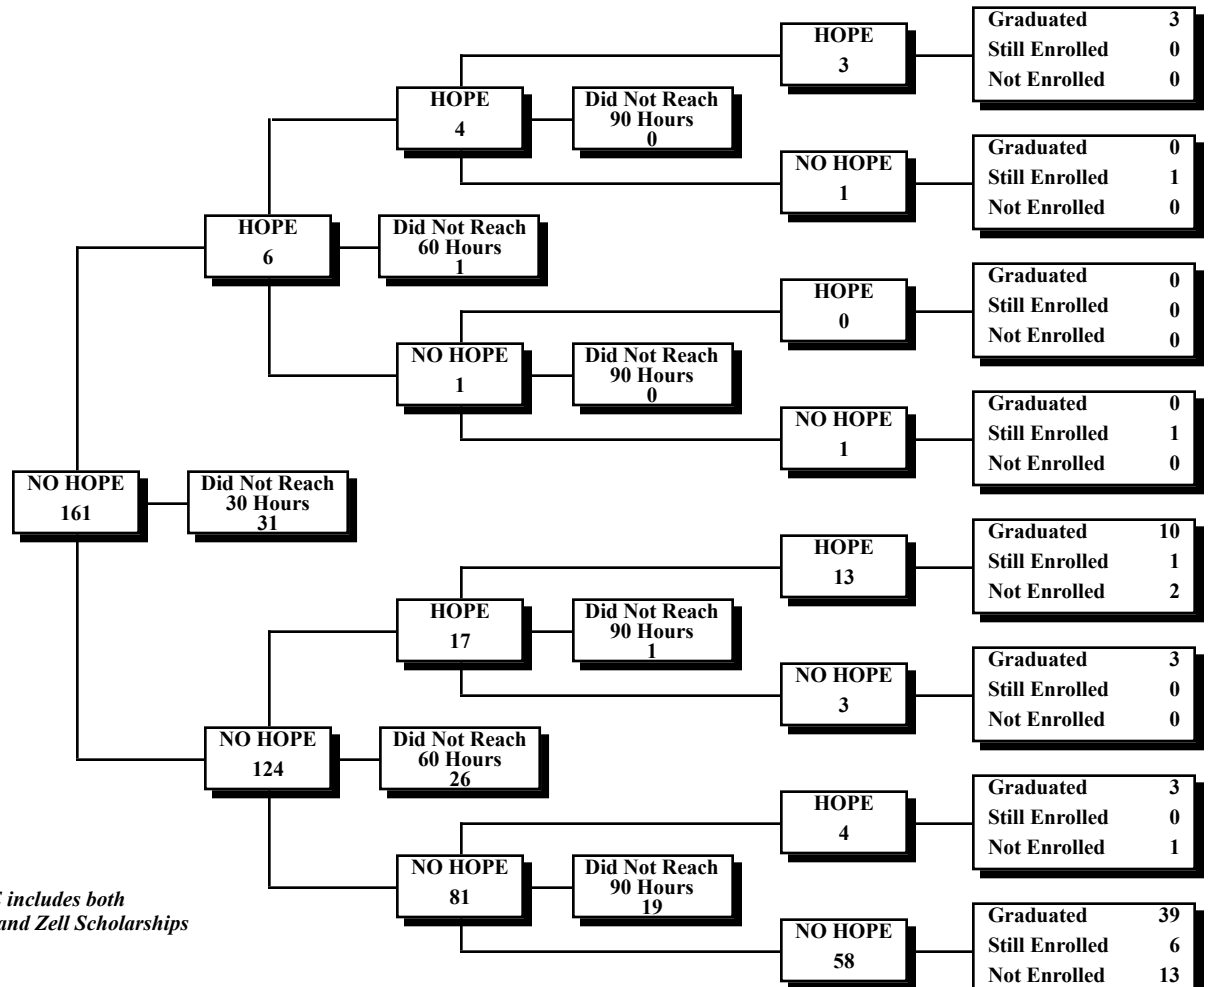 Graduated 3
HOPE
Still Enrolled 0
3
Not Enrolled 0
HOPE
4
Did Not Reach
90 Hours
0
Graduated 0
NO HOPE
Still Enrolled 1
1
Not Enrolled 0
HOPE
6
Did Not Reach
60 Hours
1
Graduated 0
HOPE
Still Enrolled 0
0
Not Enrolled 0
NO HOPE
1
Did Not Reach
90 Hours
0
Graduated 0
NO HOPE
Still Enrolled 1
1
Not Enrolled 0
NO HOPE
161
Did Not Reach
30 Hours
31
Graduated 10
HOPE
Still Enrolled 1
13
Not Enrolled 2
HOPE
17
Did Not Reach
90 Hours
1
Graduated 3
NO HOPE
Still Enrolled 0
3
Not Enrolled 0
NO HOPE
124
Did Not Reach
60 Hours
26
Graduated 3
HOPE
Still Enrolled 0
4
Not Enrolled 1
NO HOPE
81
Did Not Reach
90 Hours
19
includes both
and Zell Scholarships
Graduated 39
NO HOPE
Still Enrolled 6
58
Not Enrolled 13